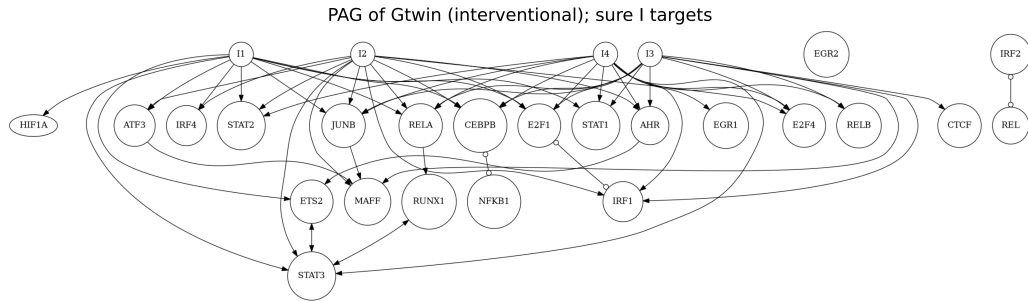 PAG of Gtwin (interventional); sure I targets
I1 I2 I4 I3 EGR2 IRF2
HIF1A ATF3 IRF4 STAT2 JUNB RELA CEBPB E2F1 STAT1 AHR EGR1 E2F4 RELB CTCF REL
ETS2 MAFF RUNX1 NFKB1 IRF1
STAT3